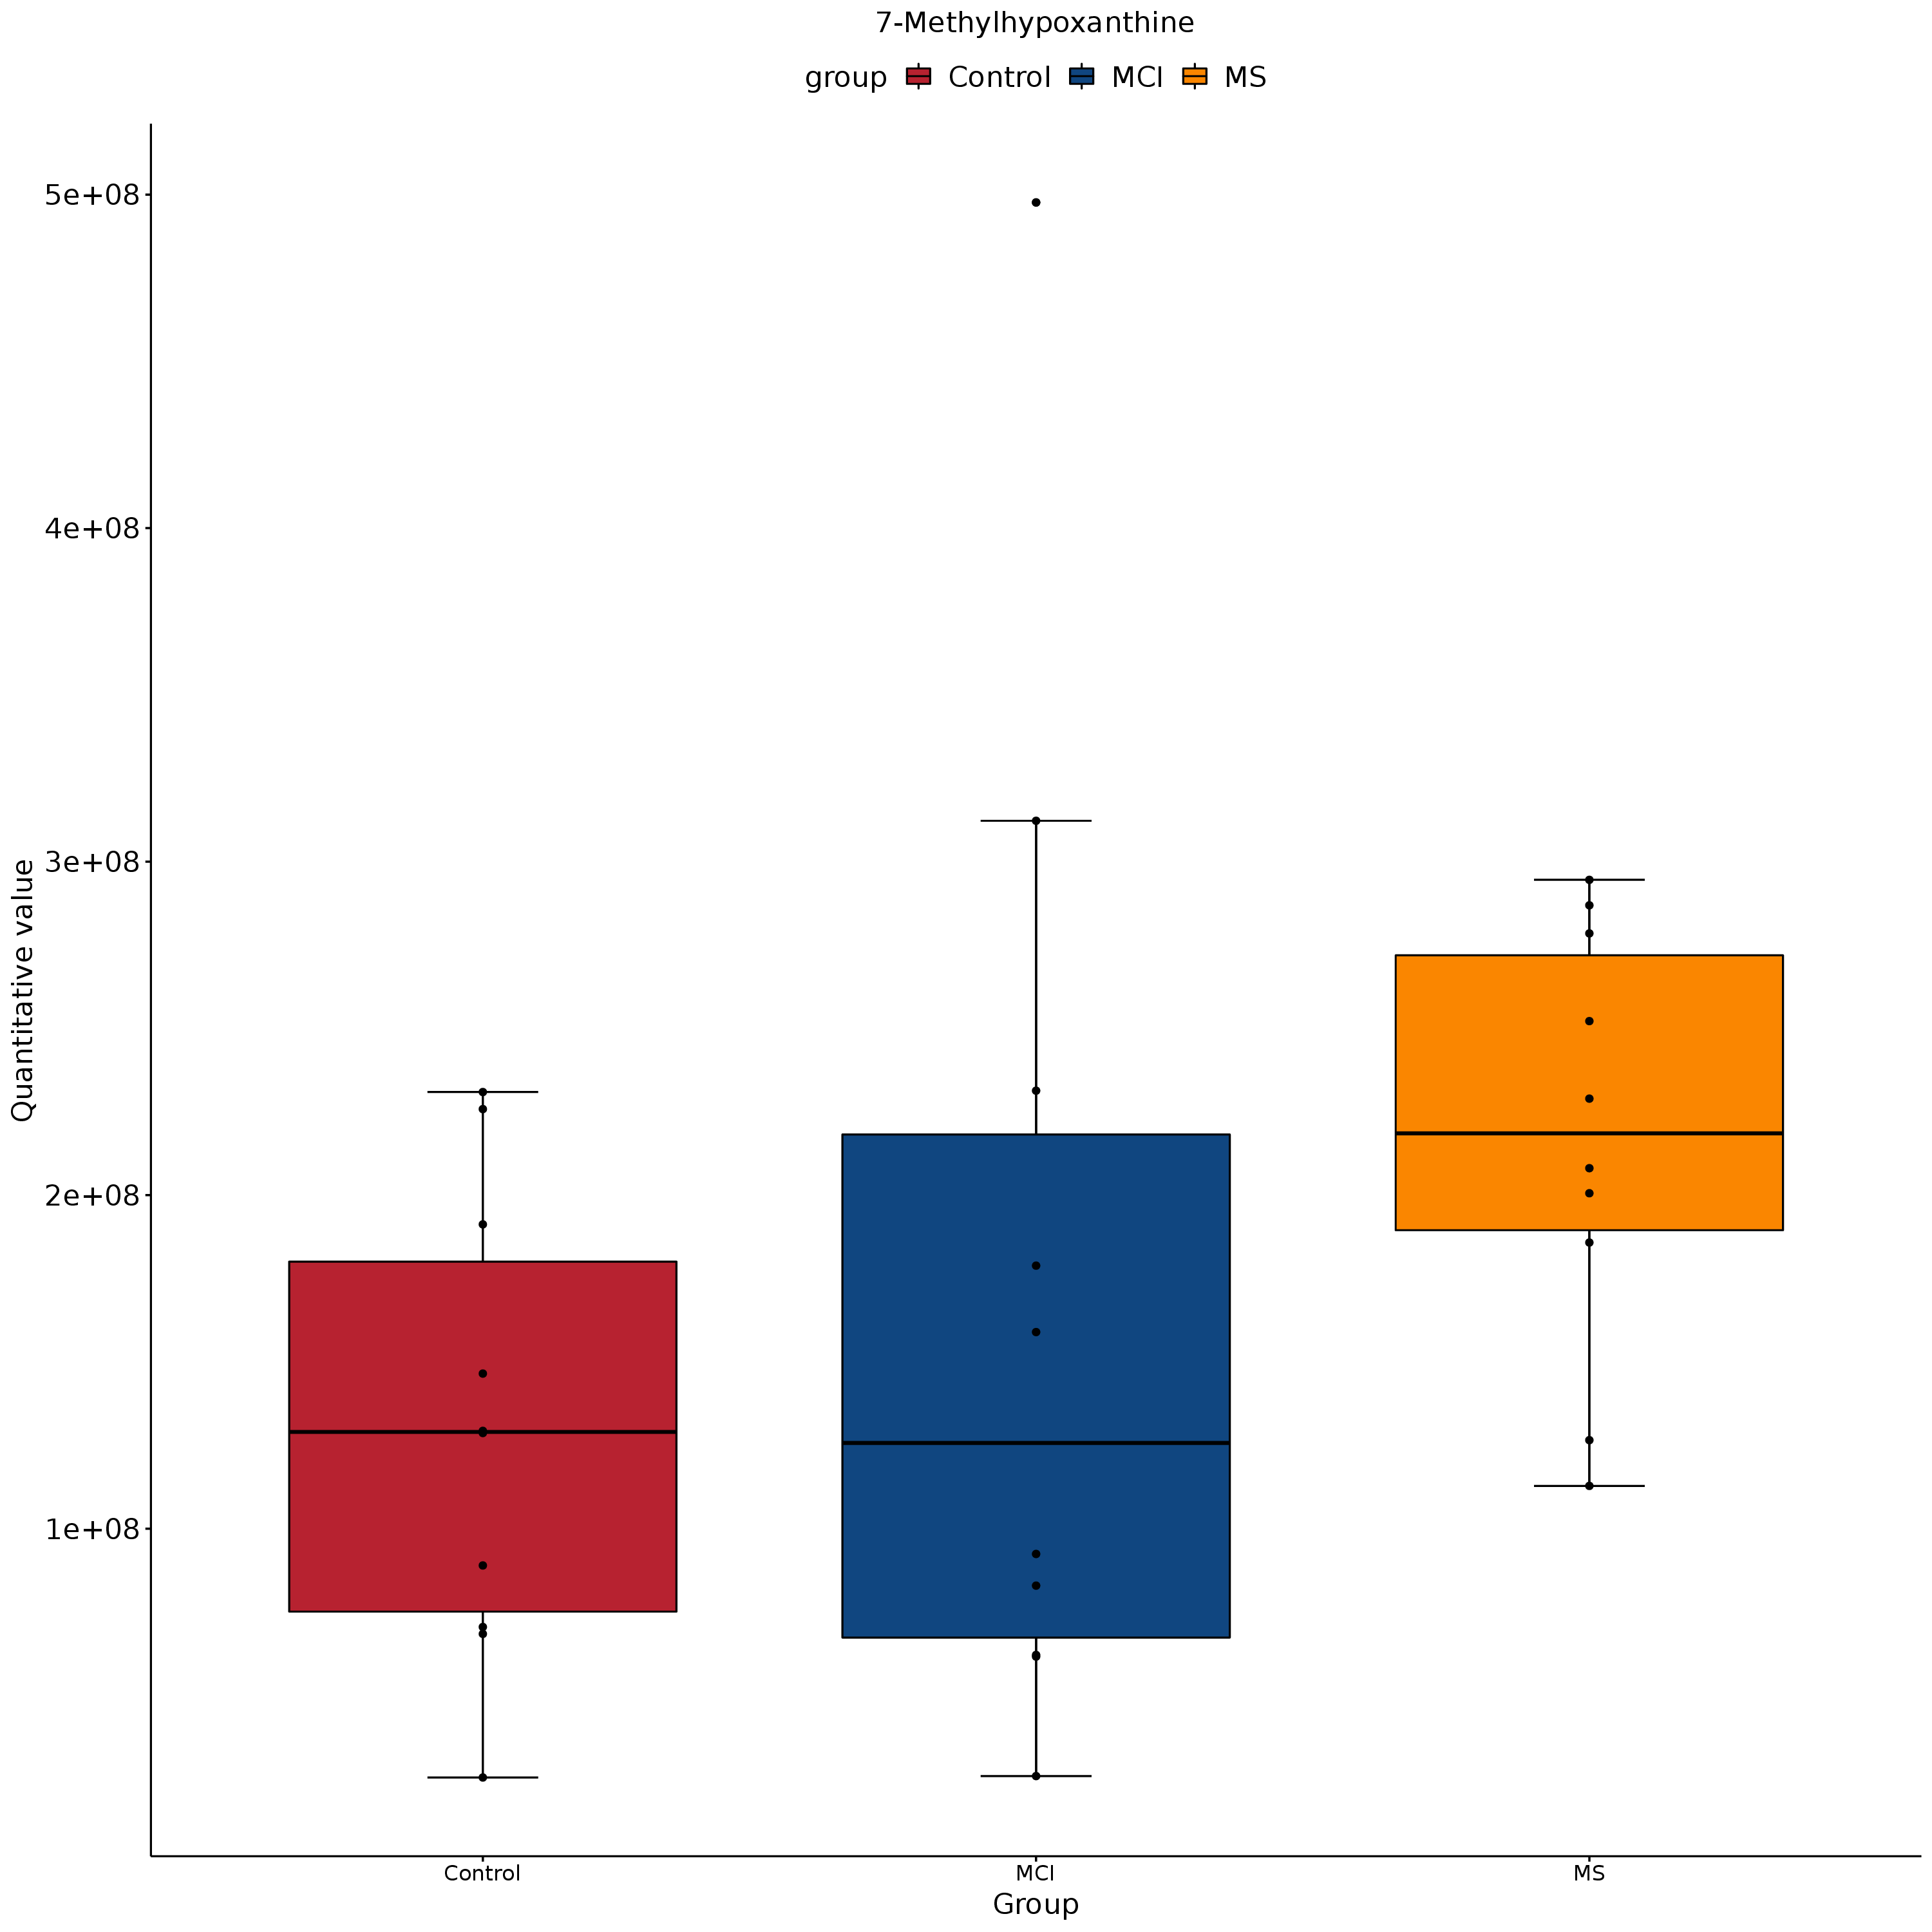 7-Methylhypoxanthine
group Control MCI MS
5e+08
4e+08
3e+08
2e+08
1e+08
Quantitative value
Control MCI MS
Group